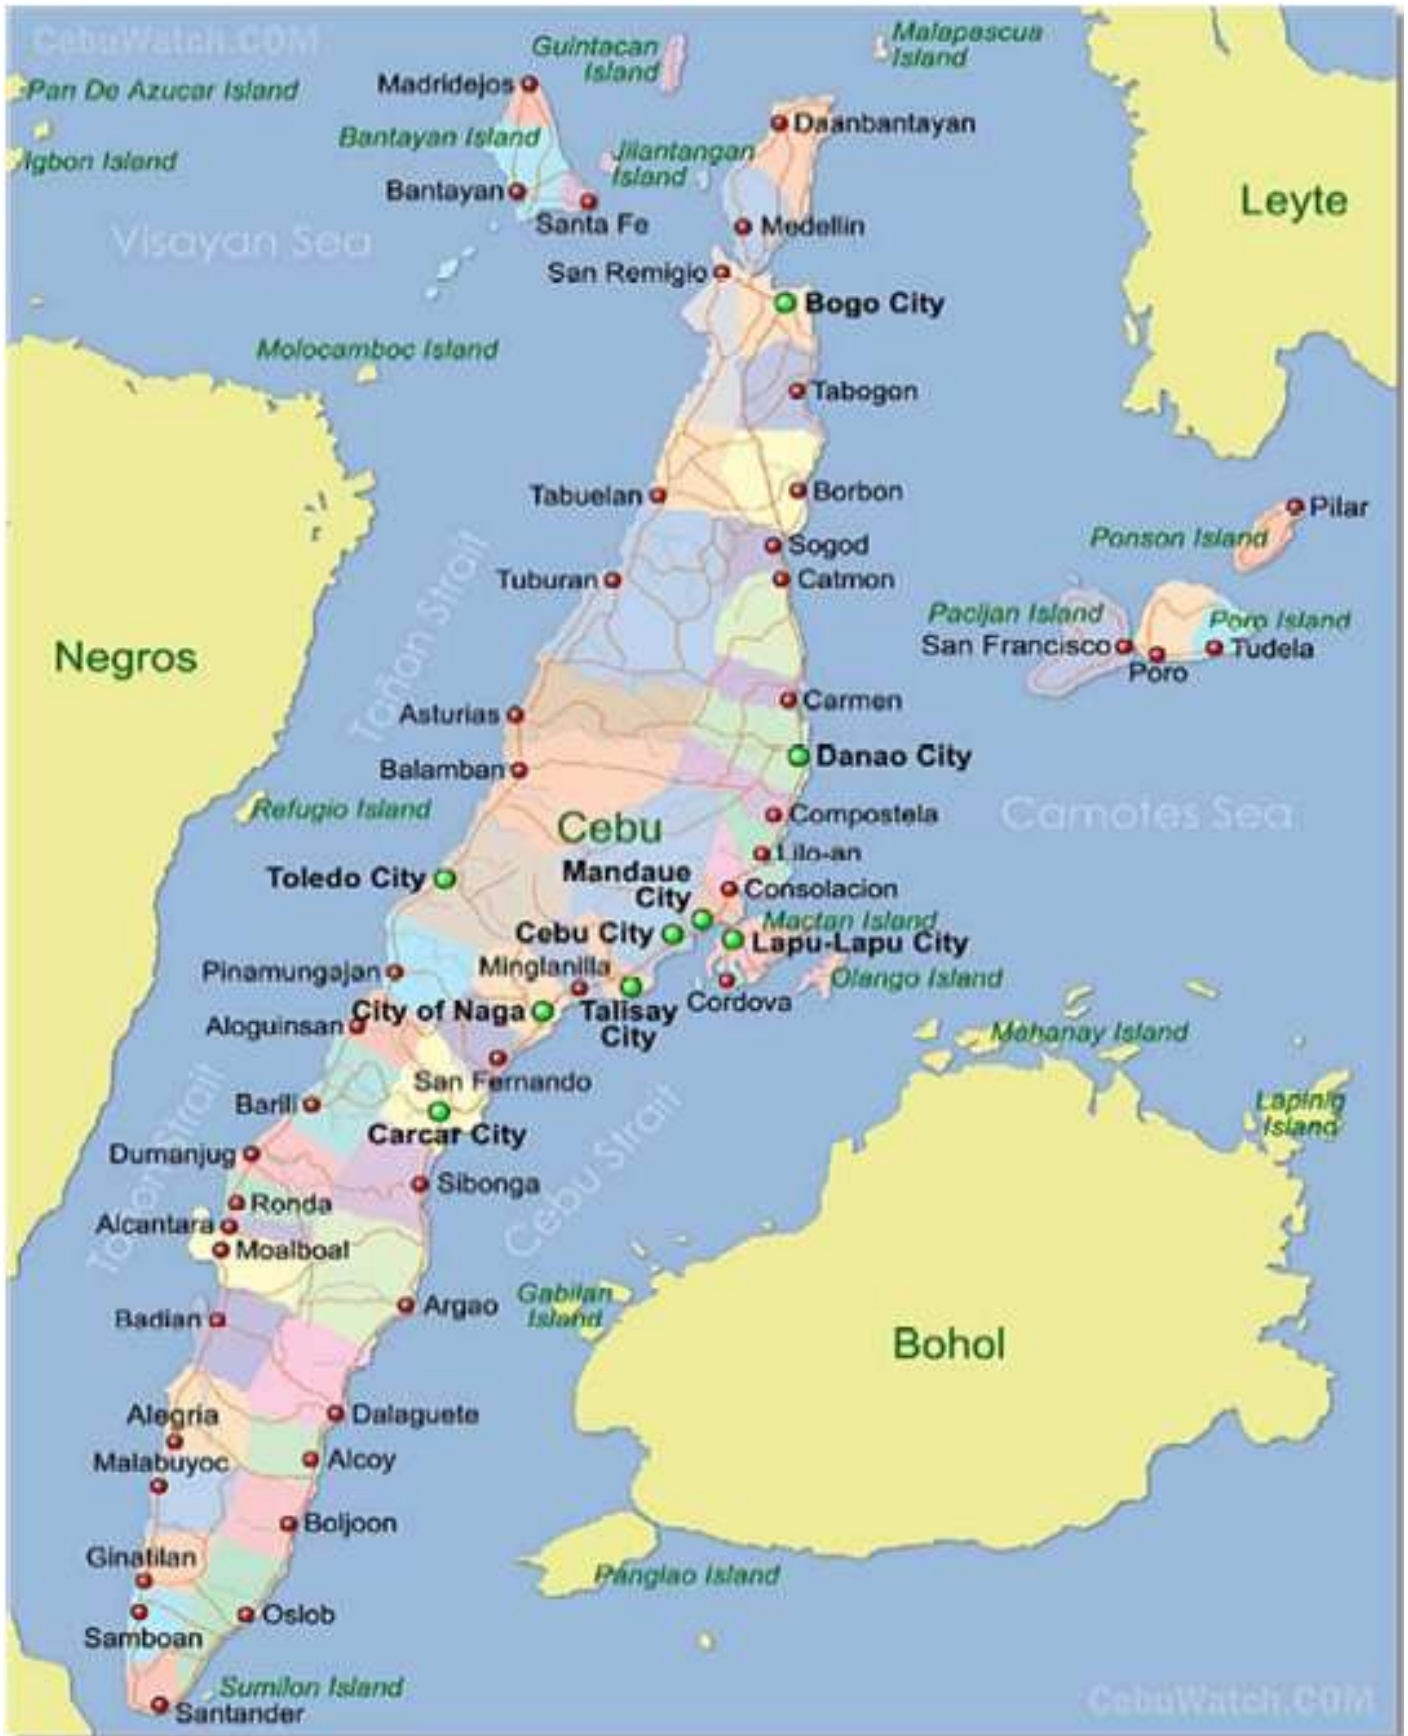 CebuWatch.COM
Guintacan
Island
Malapascua
Island
Pan De Azucar Island
Madridejos
Daanbantayan
Bantayan Island
Igbon Island
Jilantangan
Island
Bantayan
Santa Fe
Leyte
Medellin
Visayan Sea
San Remigio
Bogo City
Molocamboc Island
Tabogon
Tabuelan
Borbon
Pilar
Ponson Island
Sogod
Tuburan
Catmon
Tañon Strait
Pacijan Island
Poro Island
San Francisco
Tudela
Poro
Negros
Carmen
Asturias
Danao City
Balamban
Refugio Island
Compostela
Camotes Sea
Cebu
Lilo-an
Toledo City
Mandaue
City
Consolacion
Mactan Island
Cebu City
Lapu-Lapu City
Pinamungajan
Minglanilla
Olango Island
Cordova
City of Naga
Talisay
City
Aloguinsan
Mahanay Island
San Fernando
Barili
Lapinig
Island
Carcar City
Tañon Strait
Cebu Strait
Dumanjug
Sibonga
Ronda
Alcantara
Moalboal
Gabilan
Island
Badian
Argao
Bohol
Alegria
Dalaguete
Malabuyoc
Alcoy
Boljoon
Ginatilan
Panglao Island
Oslob
Samboan
Sumilon Island
Santander
CebuWatch.COM